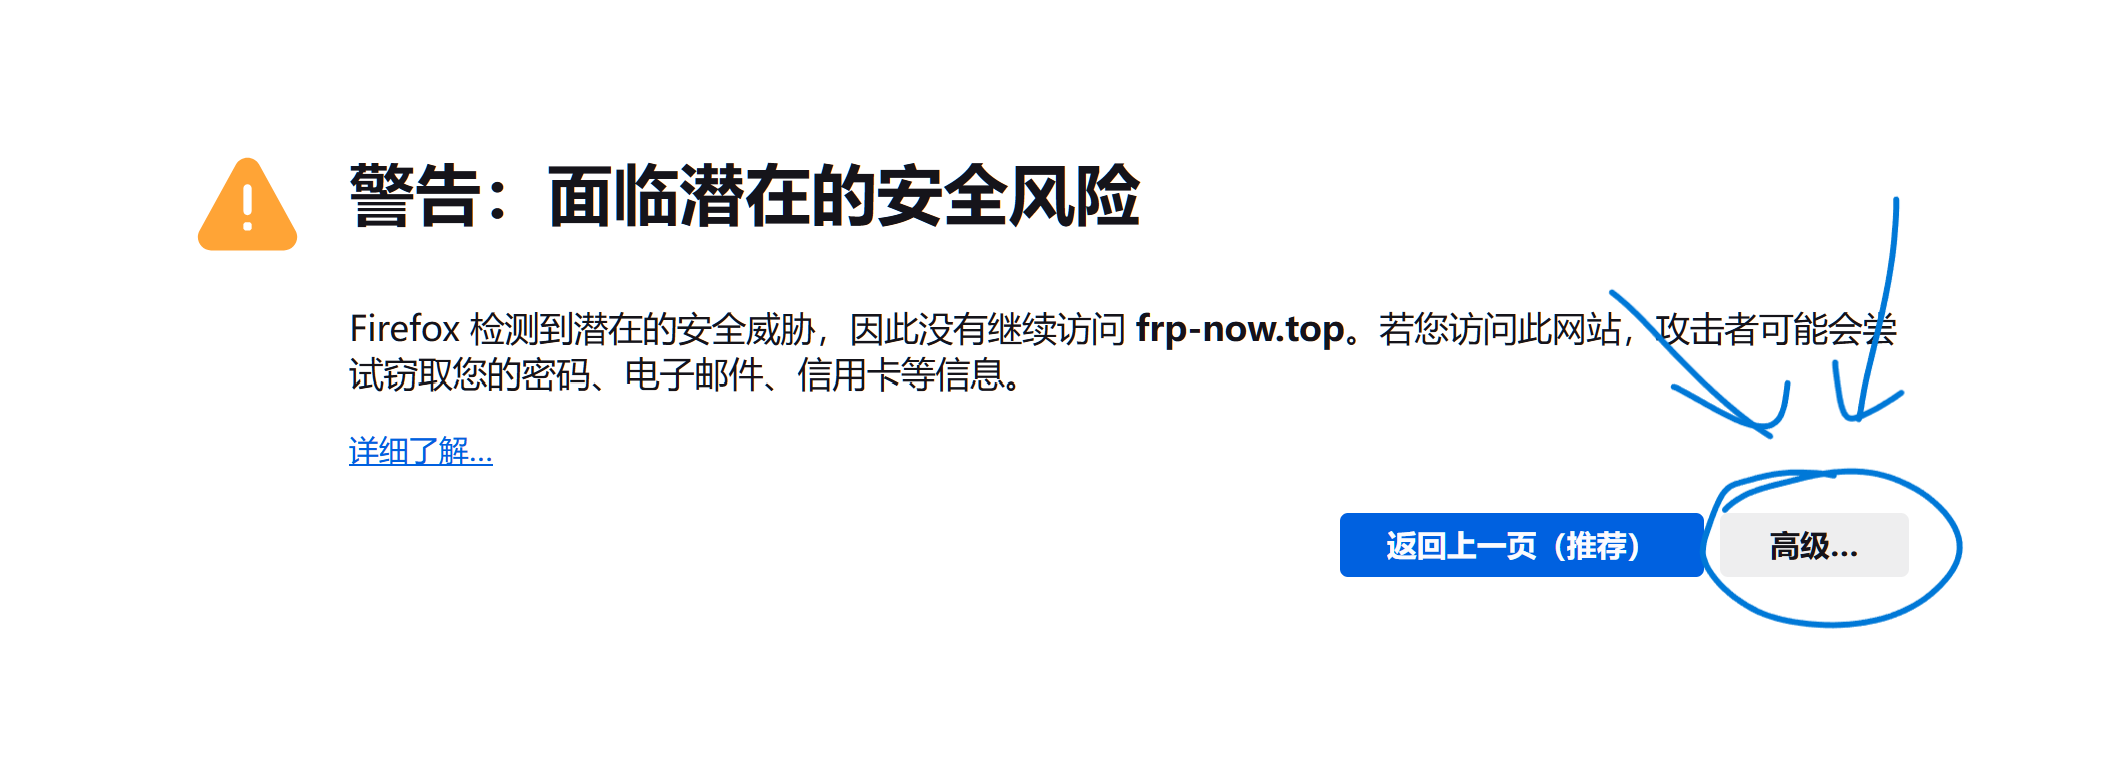 警告：面临潜在的安全风险
Firefox 检测到潜在的安全威胁，因此没有继续访问 frp-now.top。若您访问此网站，攻击者可能会尝
试窃取您的密码、电子邮件、信用卡等信息。
详细了解...
返回上一页（推荐）
高级...